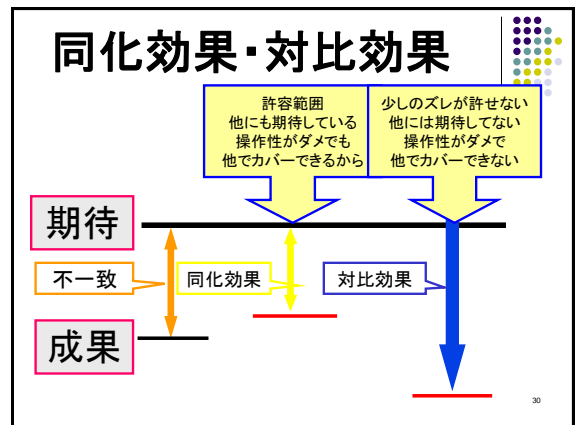 同化効果・対比効果
許容範囲
他にも期待している
操作性がダメでも
他でカバーできるから
少しのズレが許せない
他には期待してない
操作性がダメで
他でカバーできない
期待
不一致
同化効果
対比効果
成果
30